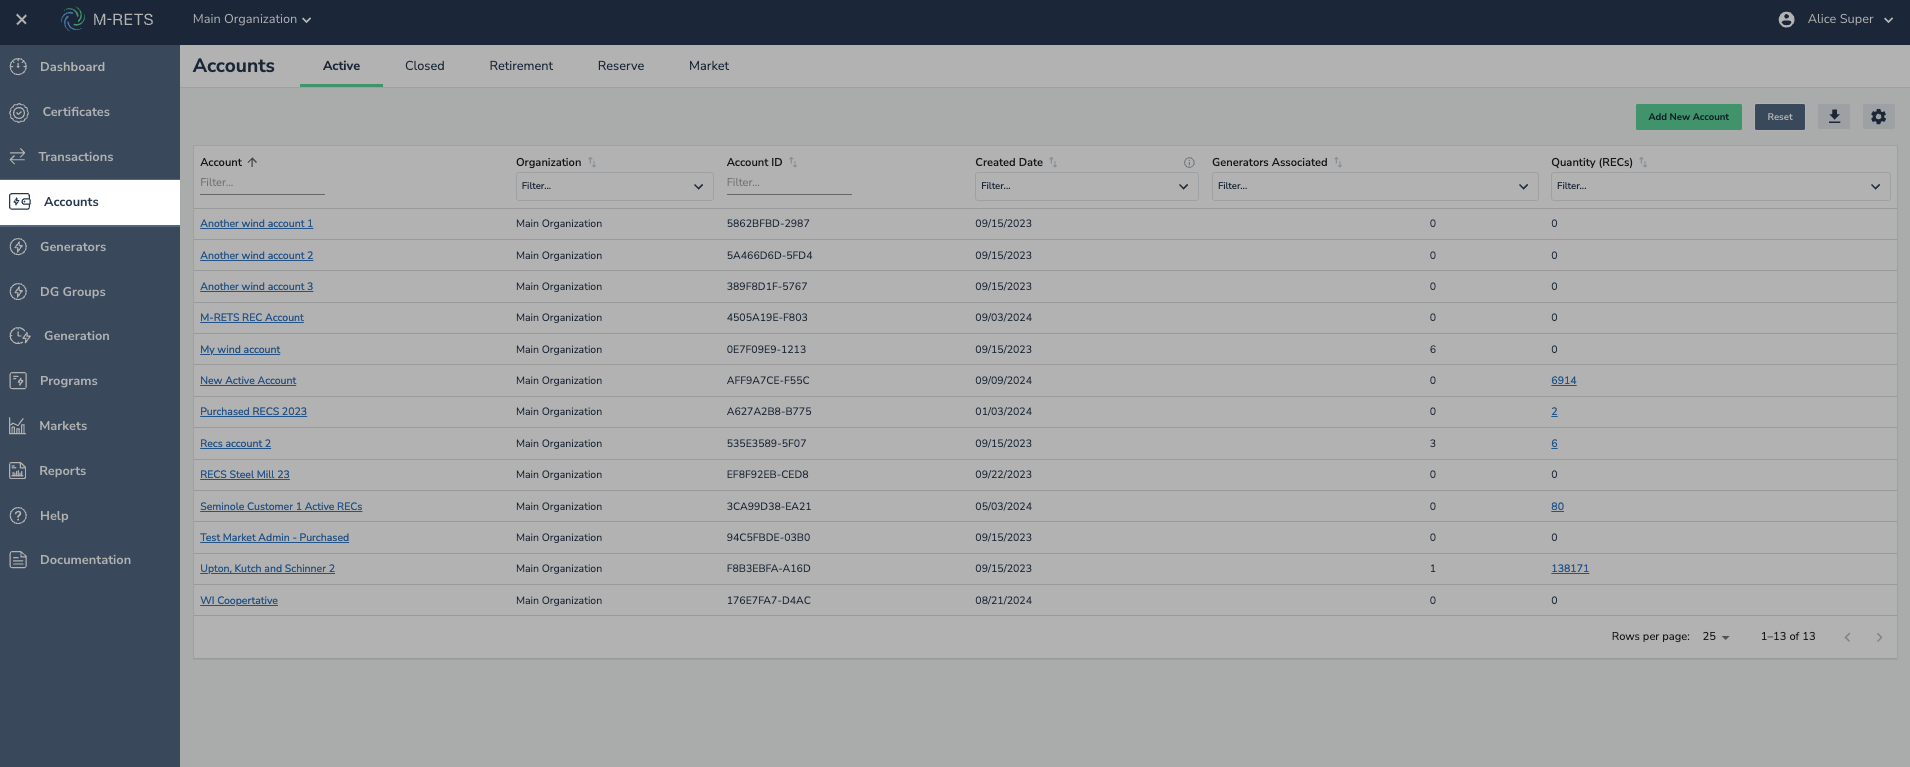 M-RETS
Main Organization
Alice Super
Dashboard
Certificates
Transactions
Accounts
Generators
DG Groups
Generation
Programs
Markets
Reports
Help
Documentation
Accounts Active Closed Retirement Reserve Market
Add New Account Reset
Account Organization Account ID Created Date Generators Associated Quantity (RECs)
Filter... Filter... Filter... Filter... Filter... Filter...
Another wind account 1 Main Organization 5862BFBD-2987 09/15/2023 0 0
Another wind account 2 Main Organization 5A466D6D-5FD4 09/15/2023 0 0
Another wind account 3 Main Organization 389F8D1F-5767 09/15/2023 0 0
M-RETS REC Account Main Organization 4505A19E-F803 09/03/2024 0 0
My wind account Main Organization 0E7F09E9-1213 09/15/2023 6 0
New Active Account Main Organization AFF9A7CE-F55C 09/09/2024 0 6914
Purchased RECS 2023 Main Organization A627A2B8-B775 01/03/2024 0 2
Recs account 2 Main Organization 535E3589-5F07 09/15/2023 3 6
RECS Steel Mill 23 Main Organization EF8F92EB-CED8 09/22/2023 0 0
Seminole Customer 1 Active RECs Main Organization 3CA99D38-EA21 05/03/2024 0 80
Test Market Admin - Purchased Main Organization 94C5FBDE-03B0 09/15/2023 0 0
Upton, Kutch and Schinner 2 Main Organization F8B3EBFA-A16D 09/15/2023 1 138171
WI Coopertative Main Organization 176E7FA7-D4AC 08/21/2024 0 0
Rows per page: 25 1–13 of 13